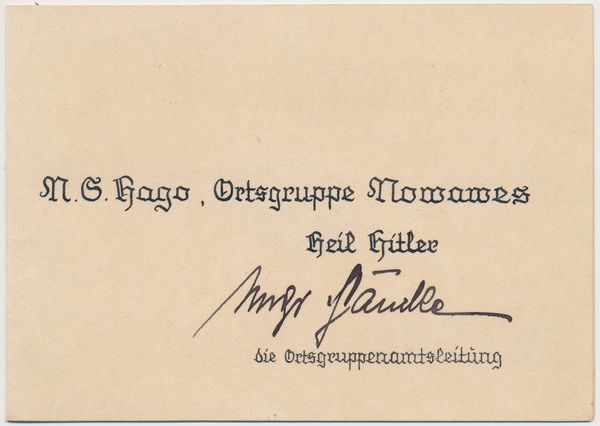 N.S.Hago, Ortsgruppe Nowawes
Heil Hitler
die Ortsgruppenamtsleitung